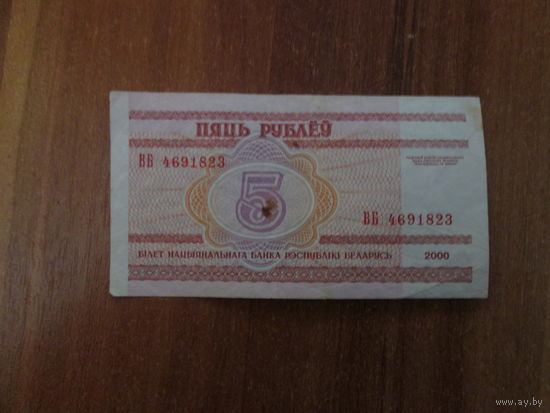 ПЯЦЬ РУБЛЁЎ
ВБ 4691823
5
ВБ 4691823
БІЛЕТ НАЦЫЯНАЛЬНАГА БАНКА РЭСПУБЛІКІ БЕЛАРУСЬ 2000
www.ay.by